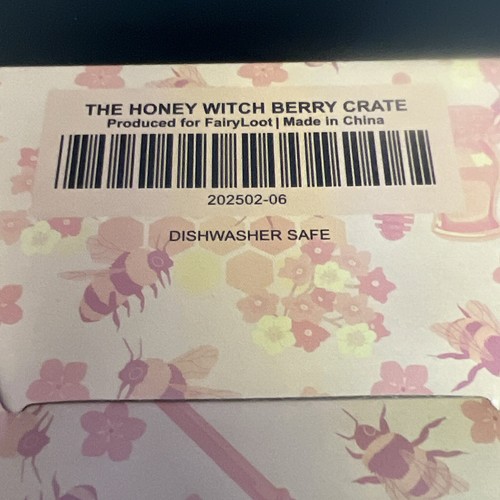 THE HONEY WITCH BERRY CRATE
Produced for FairyLoot | Made in China
202502-06
DISHWASHER SAFE